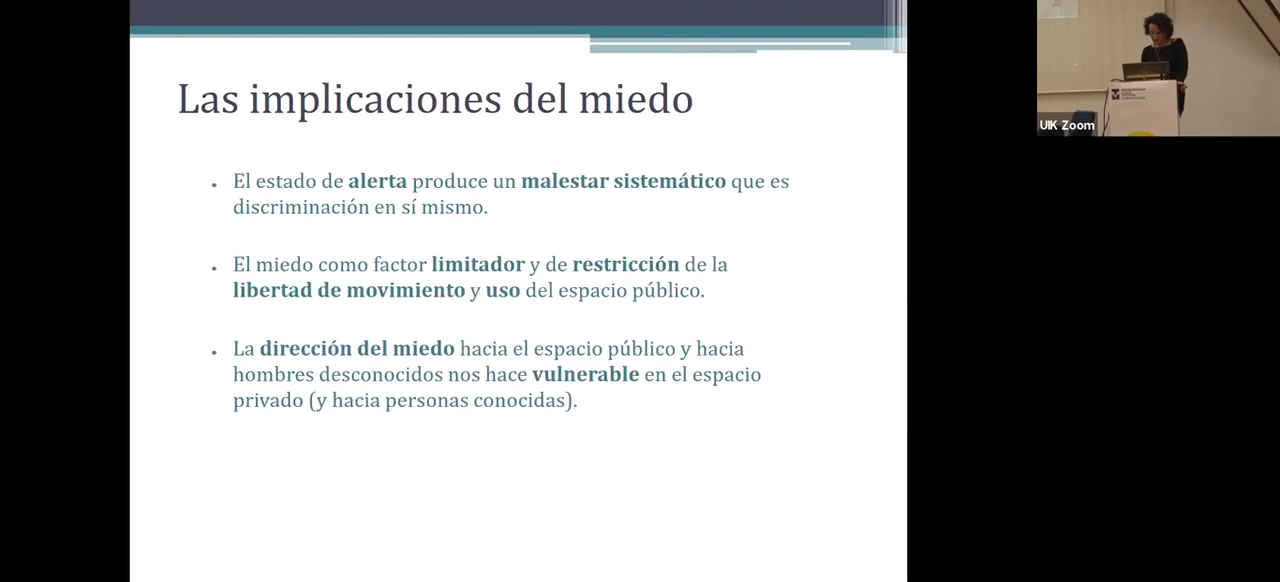 Las implicaciones del miedo
El estado de alerta produce un malestar sistemático que es
discriminación en sí mismo.
El miedo como factor limitador y de restricción de la
libertad de movimiento y uso del espacio público.
La dirección del miedo hacia el espacio público y hacia
hombres desconocidos nos hace vulnerable en el espacio
privado (y hacia personas conocidas).
UIK Zoom